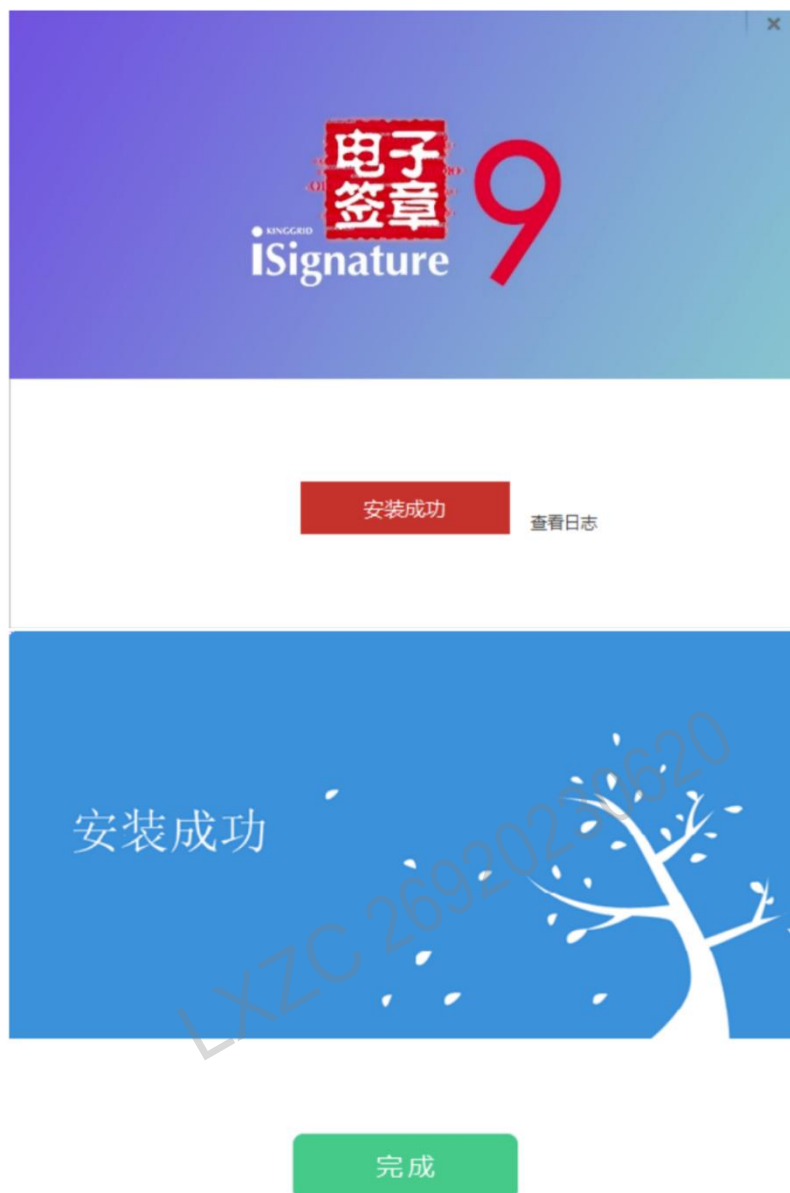 ×
电子
签章
9
KINGGRID
iSignature
安装成功
查看日志
安装成功
LXZC 26920230620
完成